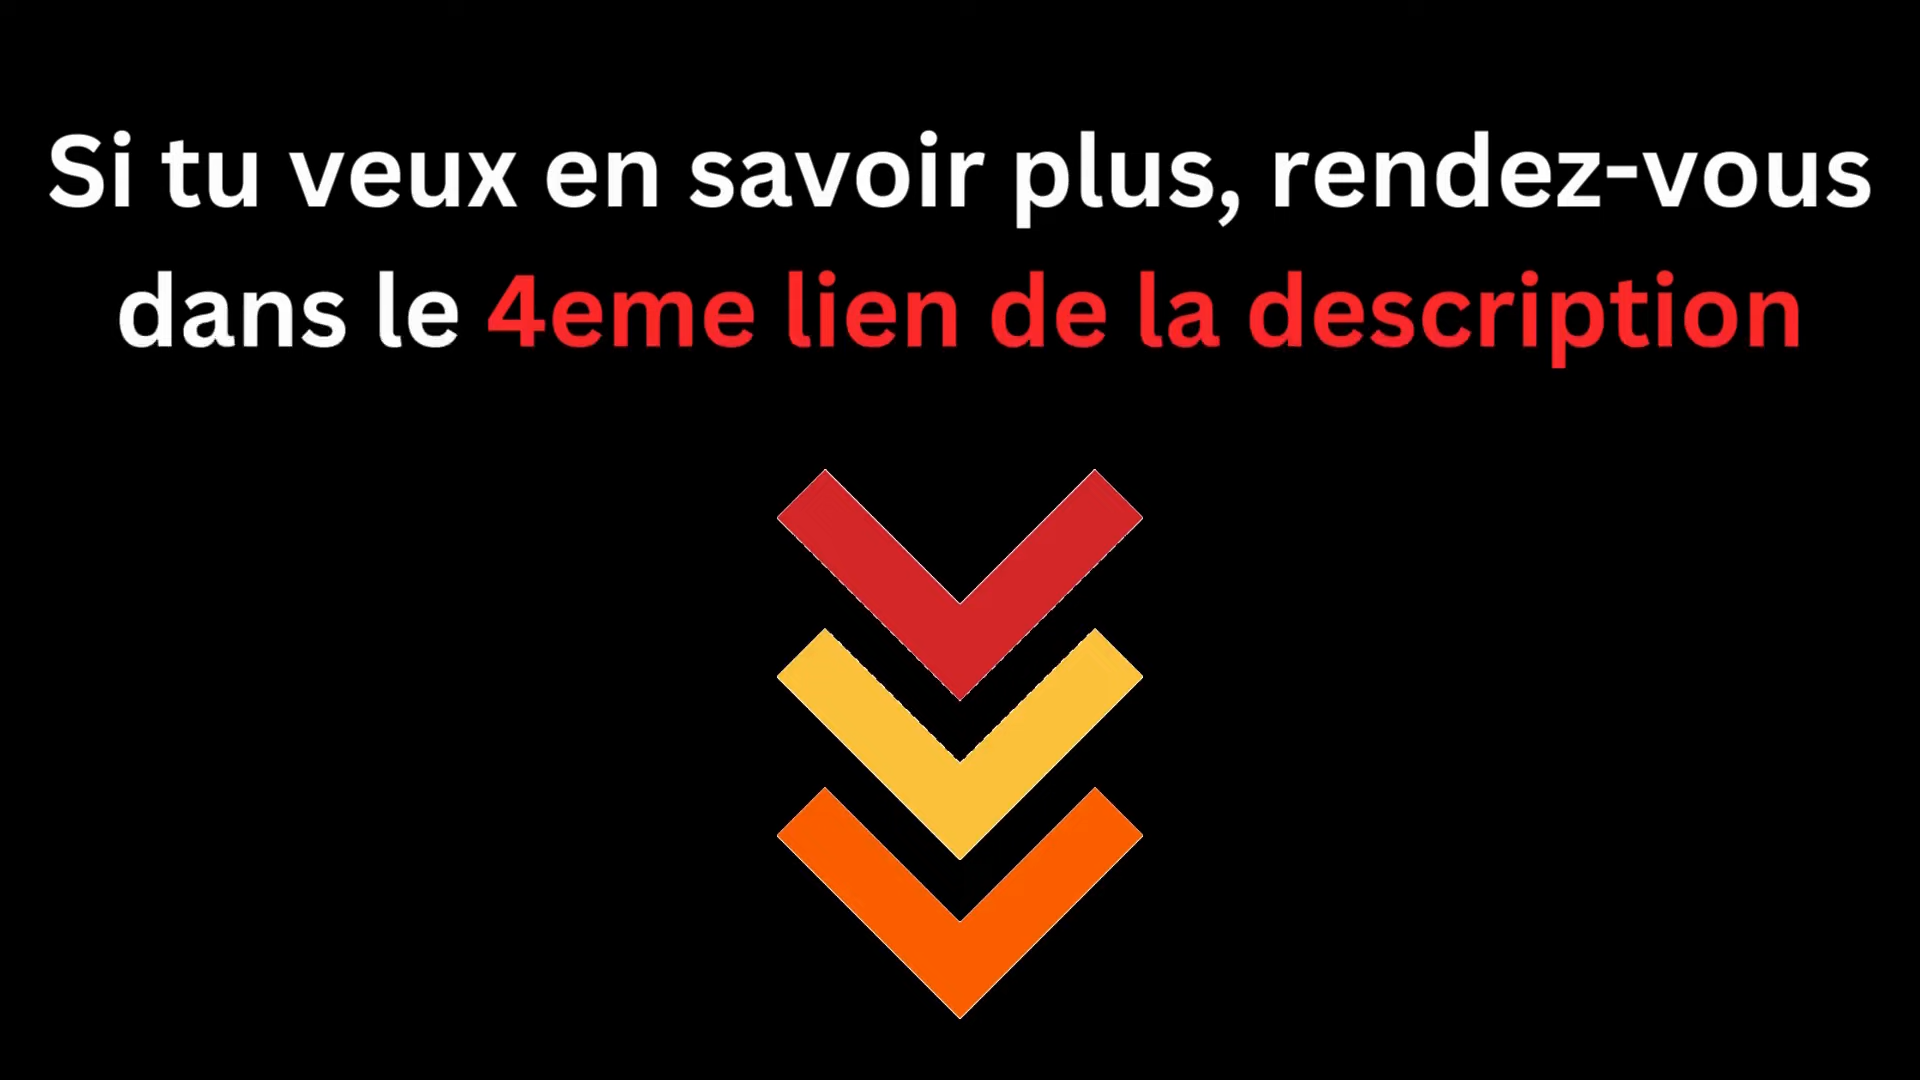 Si tu veux en savoir plus, rendez-vous
dans le 4eme lien de la description